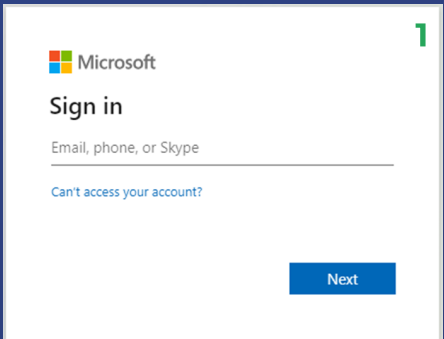 1
Microsoft
Sign in
Email, phone, or Skype
Can't access your account?
Next